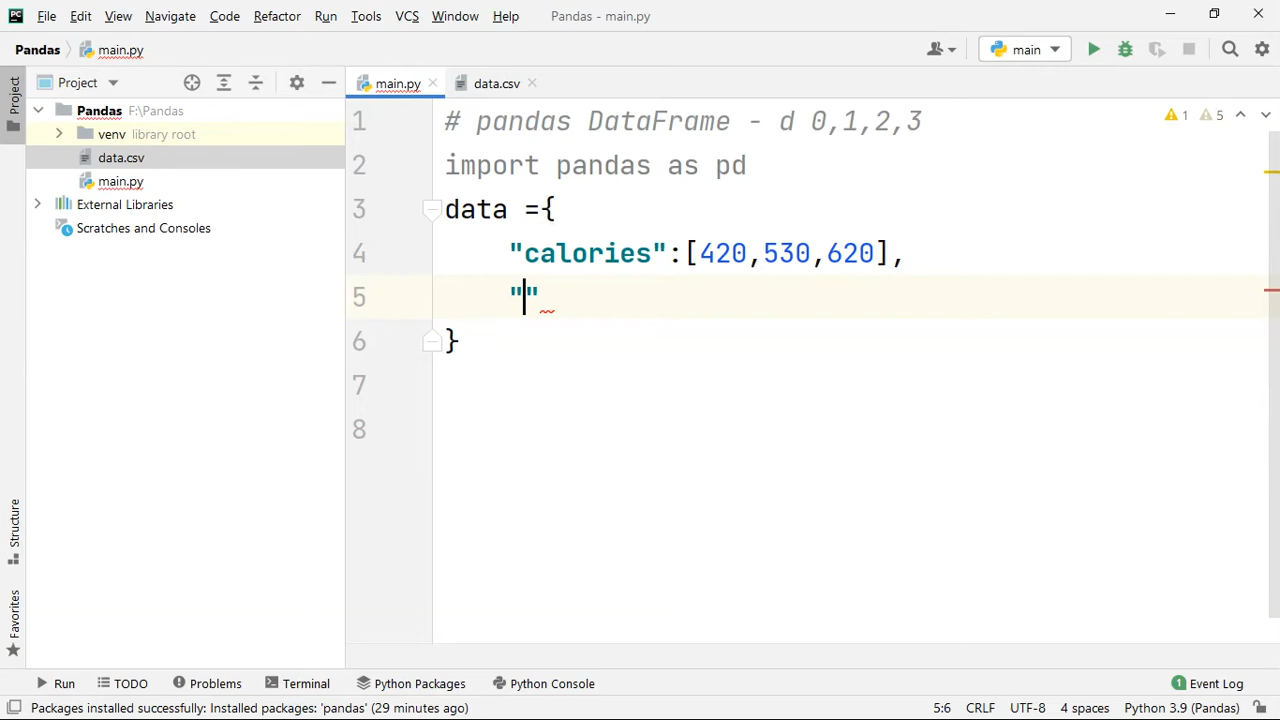 PC File Edit View Navigate Code Refactor Run Tools VCS Window Help Pandas - main.py
Pandas main.py main
Project main.py data.csv
Pandas F:\Pandas
venv library root
data.csv
main.py
External Libraries
Scratches and Consoles
Project
Structure
Favorites
1 # pandas DataFrame - d 0,1,2,3
2 import pandas as pd
3 data ={
4 "calories":[420,530,620],
5 ""
6 }
7
8
1 5
Run TODO Problems Terminal Python Packages Python Console 1 Event Log
Packages installed successfully: Installed packages: 'pandas' (29 minutes ago) 5:6 CRLF UTF-8 4 spaces Python 3.9 (Pandas)